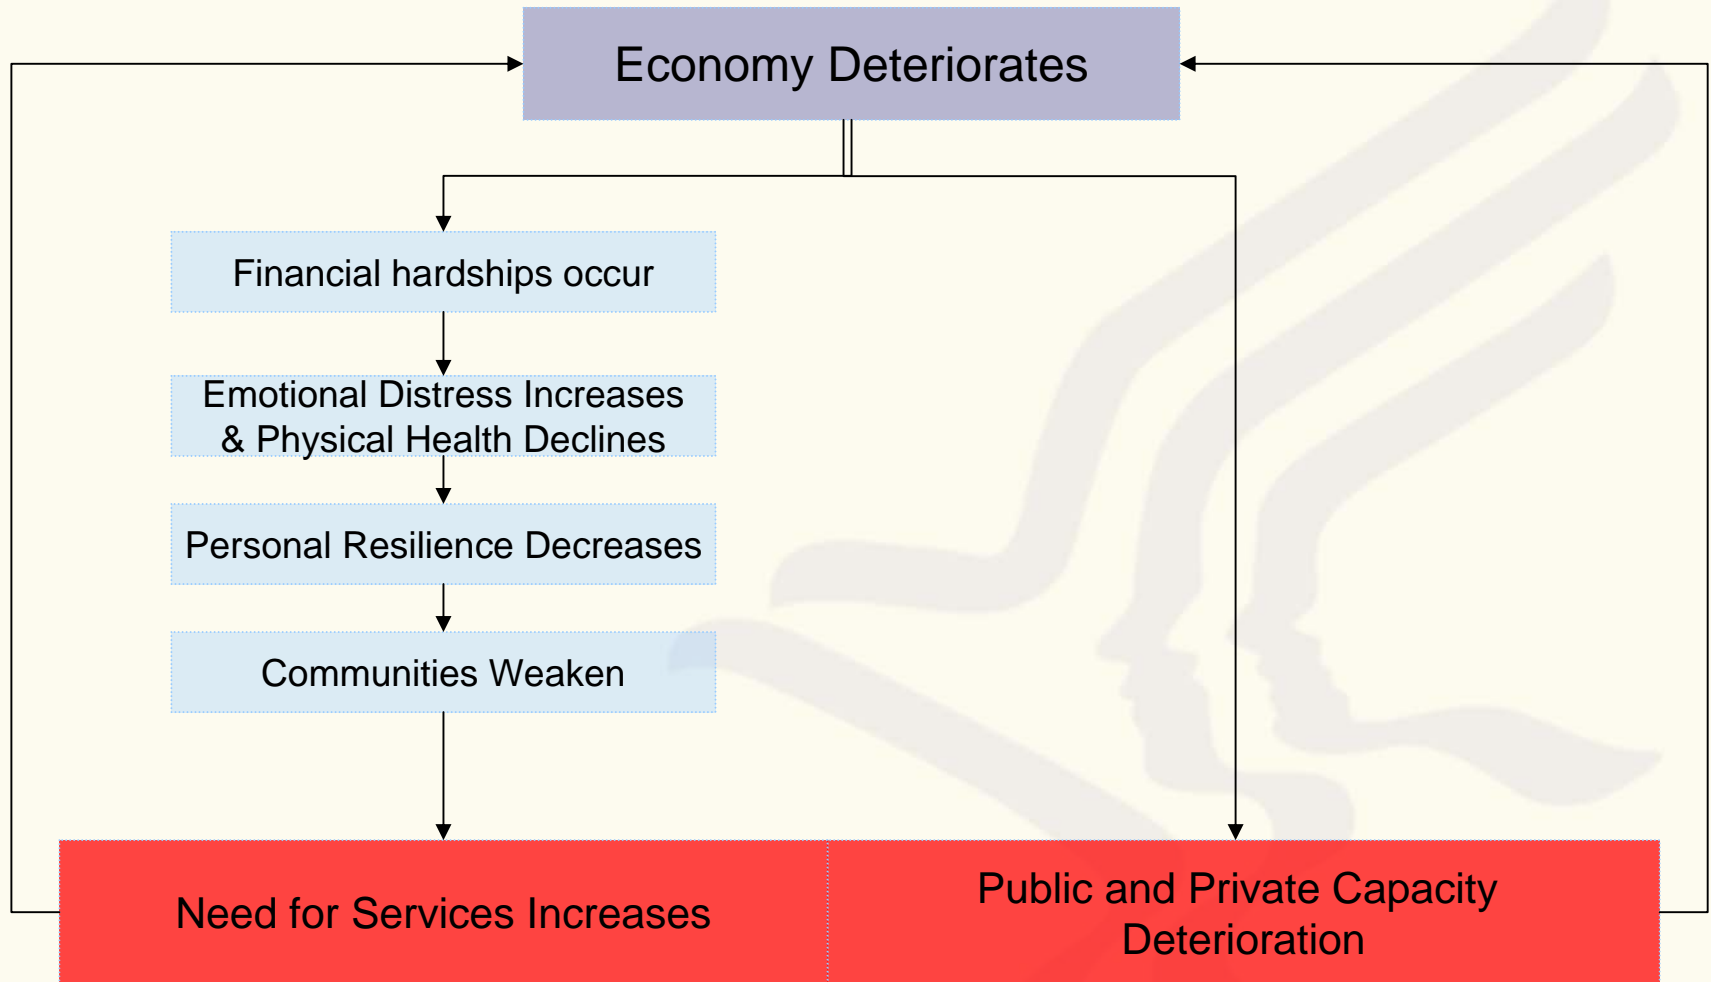 Economy Deteriorates
Financial hardships occur
Emotional Distress Increases
& Physical Health Declines
Personal Resilience Decreases
Communities Weaken
Need for Services Increases
Public and Private Capacity
Deterioration